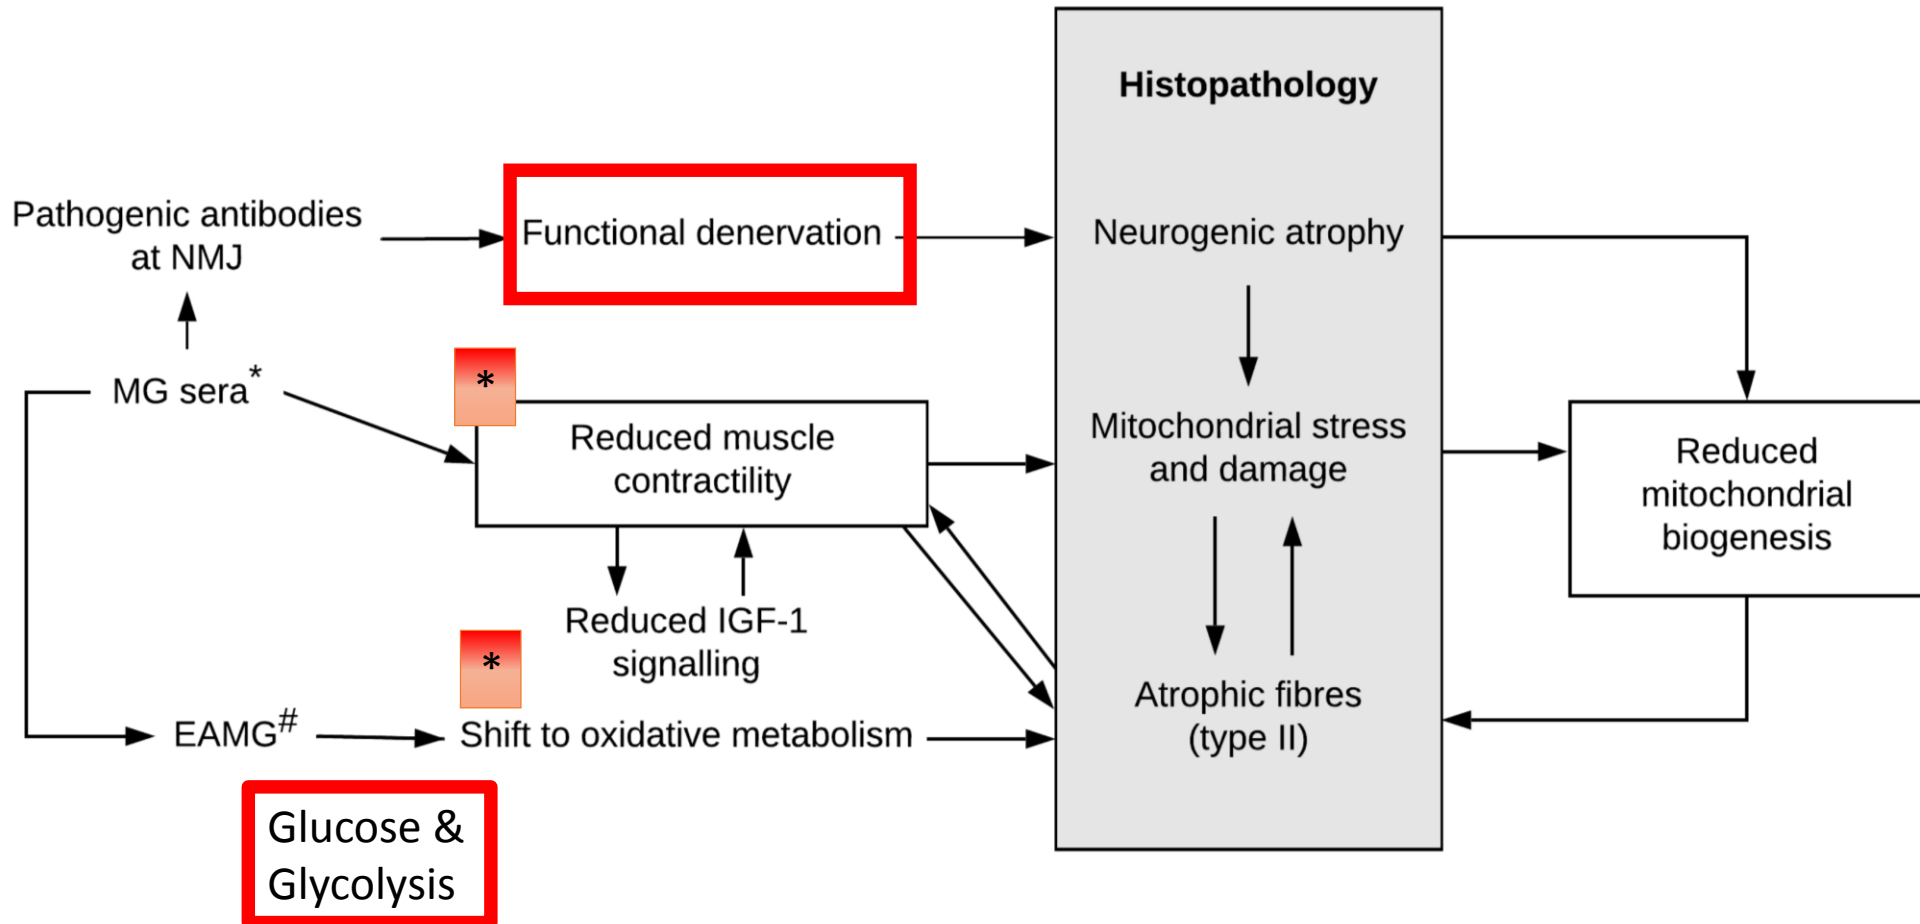 Histopathology
Pathogenic antibodies
at NMJ
Functional denervation
Neurogenic atrophy
MG sera*
*
Reduced muscle
contractility
Mitochondrial stress
and damage
Reduced
mitochondrial
biogenesis
Reduced IGF-1
signalling
*
EAMG#
Shift to oxidative metabolism
Atrophic fibres
(type II)
Glucose &
Glycolysis